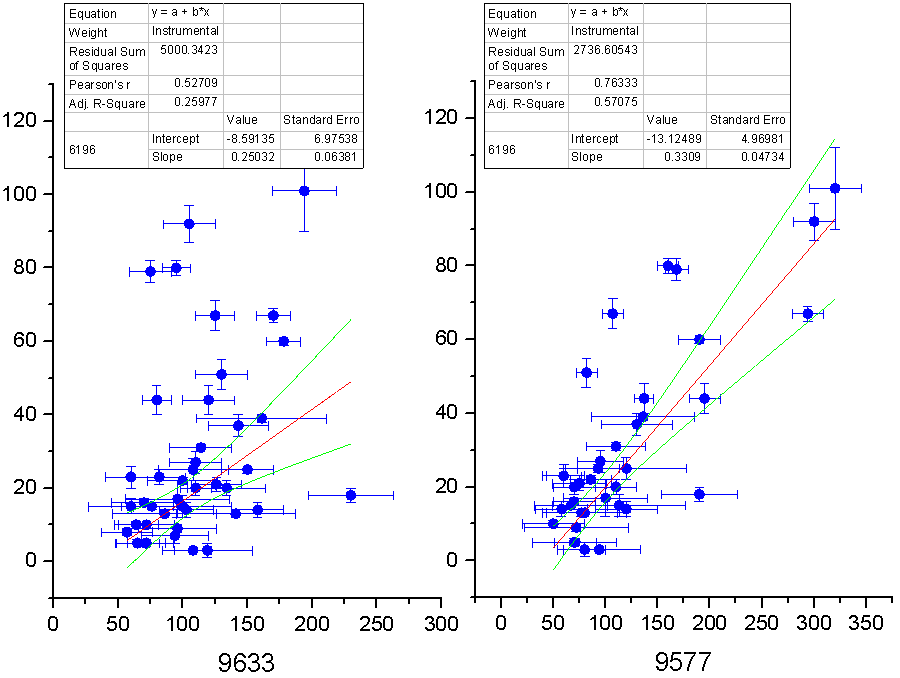 Equation y = a + b*x
Weight Instrumental
Residual Sum of Squares 5000.3423
Pearson's r 0.52709
Adj. R-Square 0.25977
Value Standard Erro
6196 Intercept -8.59135 6.97538
Slope 0.25032 0.06381
120
100
80
60
40
20
0
0 50 100 150 200 250 300
9633
Equation y = a + b*x
Weight Instrumental
Residual Sum of Squares 2736.60543
Pearson's r 0.76333
Adj. R-Square 0.57075
Value Standard Erro
6196 Intercept -13.12489 4.96981
Slope 0.3309 0.04734
120
100
80
60
40
20
0
0 50 100 150 200 250 300 350
9577